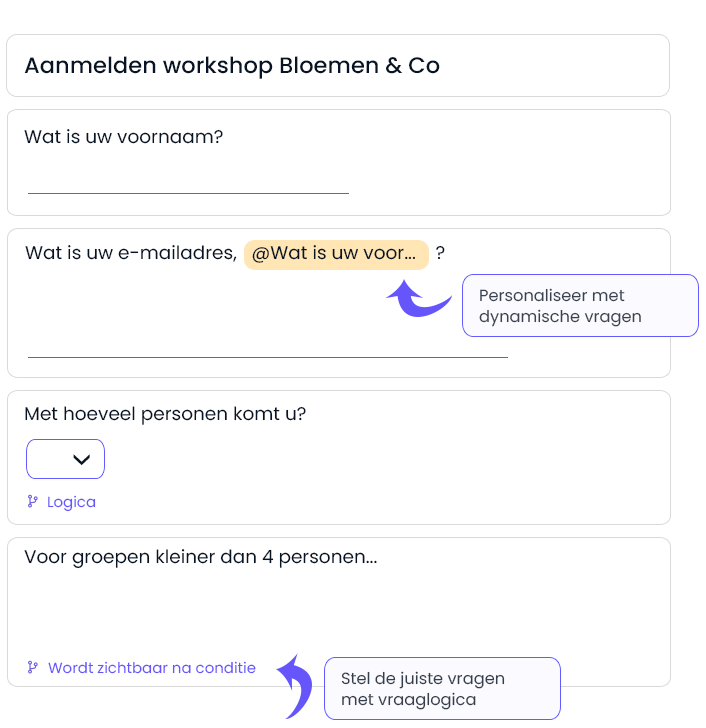 Aanmelden workshop Bloemen & Co
Wat is uw voornaam?
Wat is uw e-mailadres, @Wat is uw voor... ?
Personaliseer met
dynamische vragen
Met hoeveel personen komt u?
Logica
Voor groepen kleiner dan 4 personen...
Wordt zichtbaar na conditie
Stel de juiste vragen
met vraaglogica